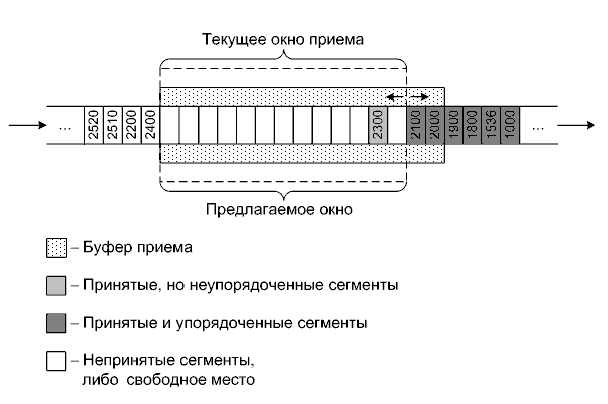 Текущее окно приема
... 2520 2510 2200 2400 2300 2100 2000 1900 1800 1536 1000 ...
Предлагаемое окно
– Буфер приема
– Принятые, но неупорядоченные сегменты
– Принятые и упорядоченные сегменты
– Непринятые сегменты,
либо свободное место